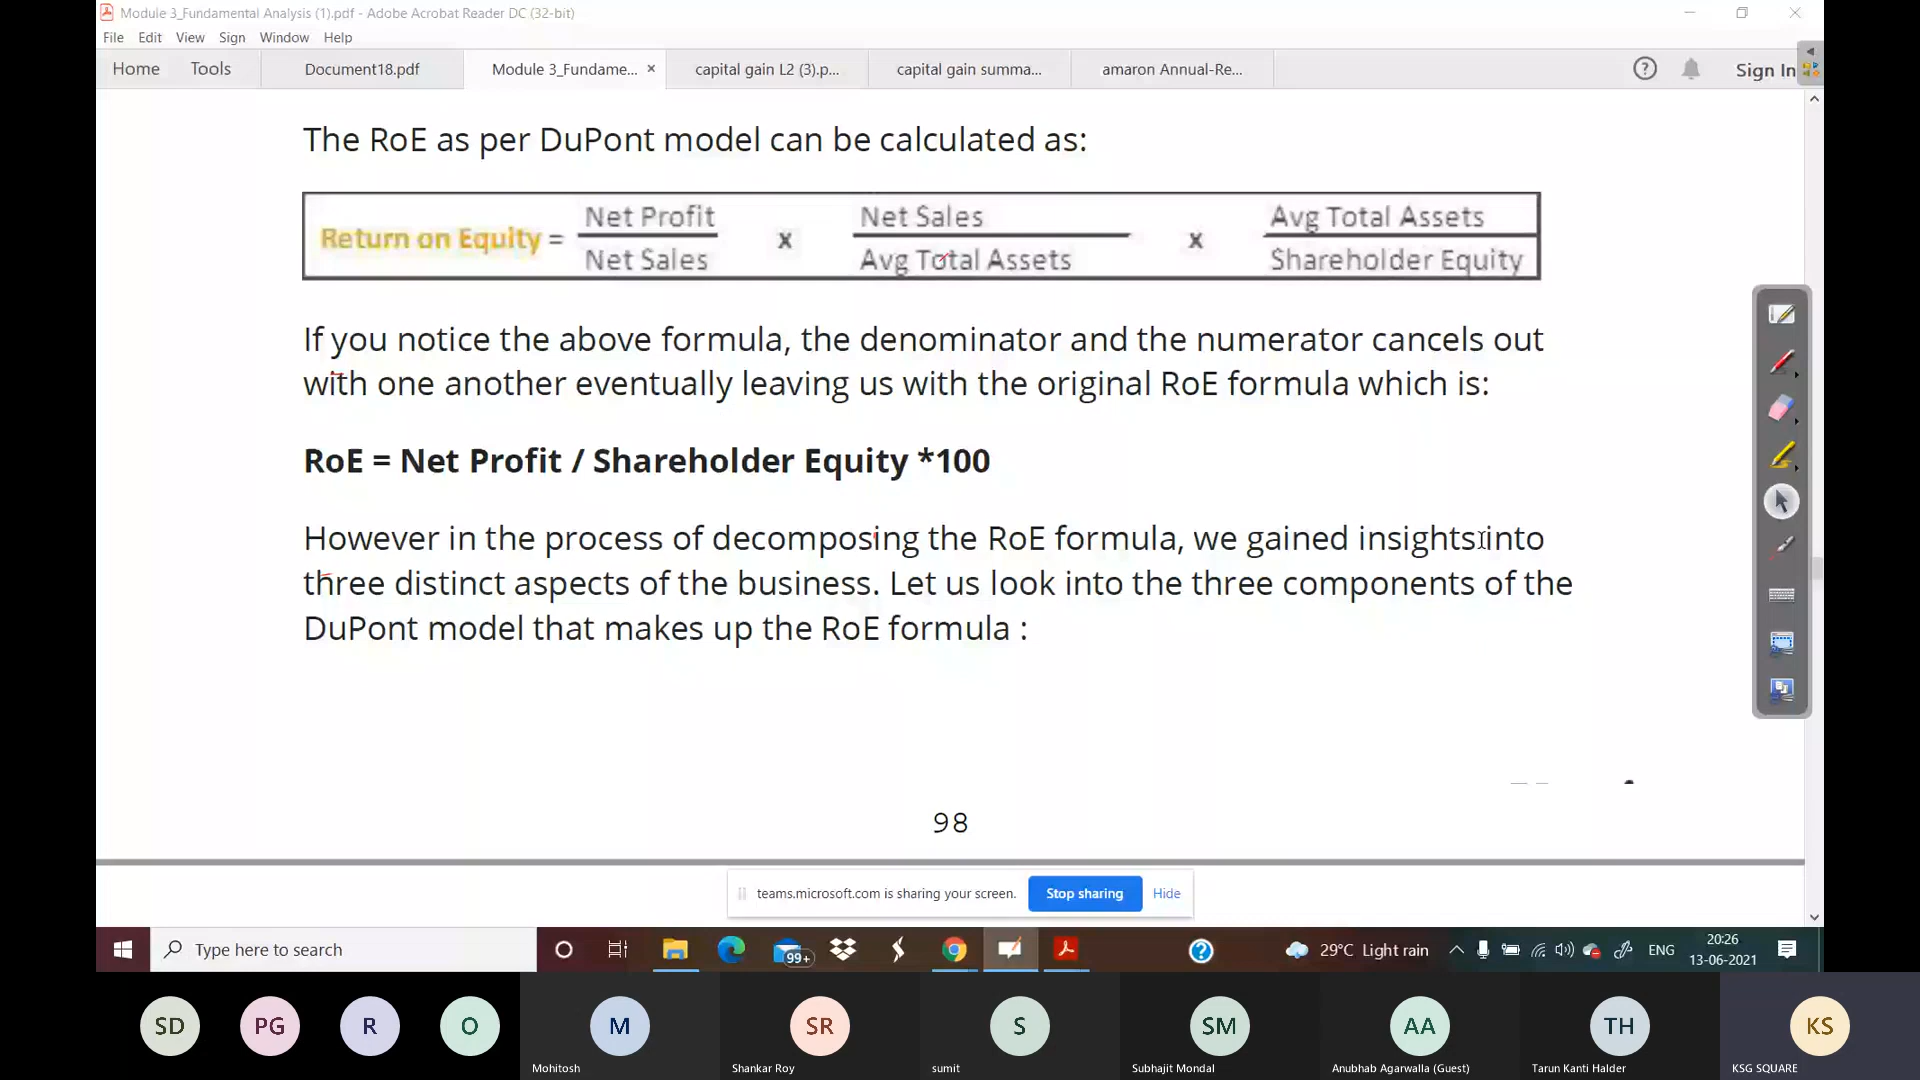 Module 3_Fundamental Analysis (1).pdf - Adobe Acrobat Reader DC (32-bit)
File Edit View Sign Window Help
Home Tools Document18.pdf Module 3_Fundame... × capital gain L2 (3).p... capital gain summa... amaron Annual-Re... Sign In
The RoE as per DuPont model can be calculated as:
Net Profit Net Sales Avg Total Assets
Return on Equity = x x
Net Sales Avg Total Assets Shareholder Equity
If you notice the above formula, the denominator and the numerator cancels out
with one another eventually leaving us with the original RoE formula which is:
RoE = Net Profit / Shareholder Equity *100
However in the process of decomposing the RoE formula, we gained insights into
three distinct aspects of the business. Let us look into the three components of the
DuPont model that makes up the RoE formula :
98
teams.microsoft.com is sharing your screen. Stop sharing Hide
Type here to search 99+ 29°C Light rain ENG 20:26
13-06-2021
SD PG R O M SR S SM AA TH KS
Mohitosh Shankar Roy sumit Subhajit Mondal Anubhab Agarwalla (Guest) Tarun Kanti Halder KSG SQUARE